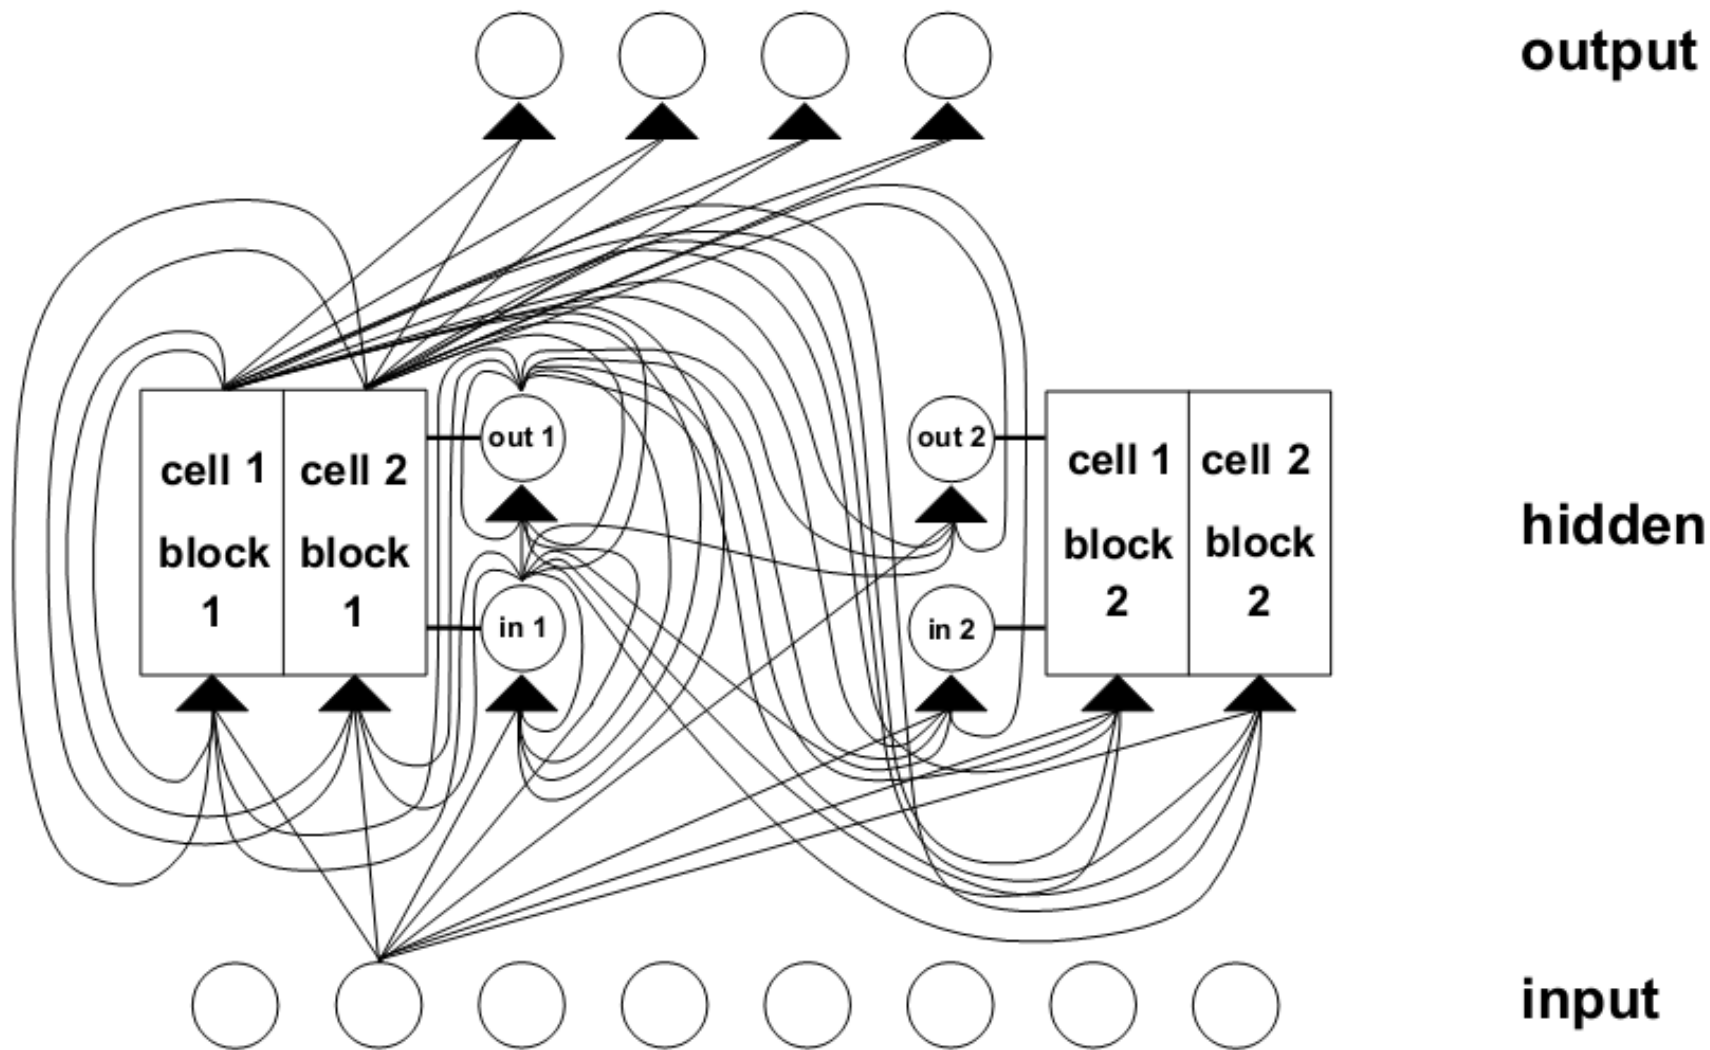 output
out 1
out 2
cell 1
block
1
cell 2
block
1
cell 1
block
2
cell 2
block
2
hidden
in 1
in 2
input